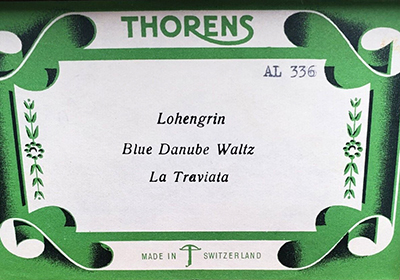 THORENS
AL 336
Lohengrin
Blue Danube Waltz
La Traviata
MADE IN SWITZERLAND